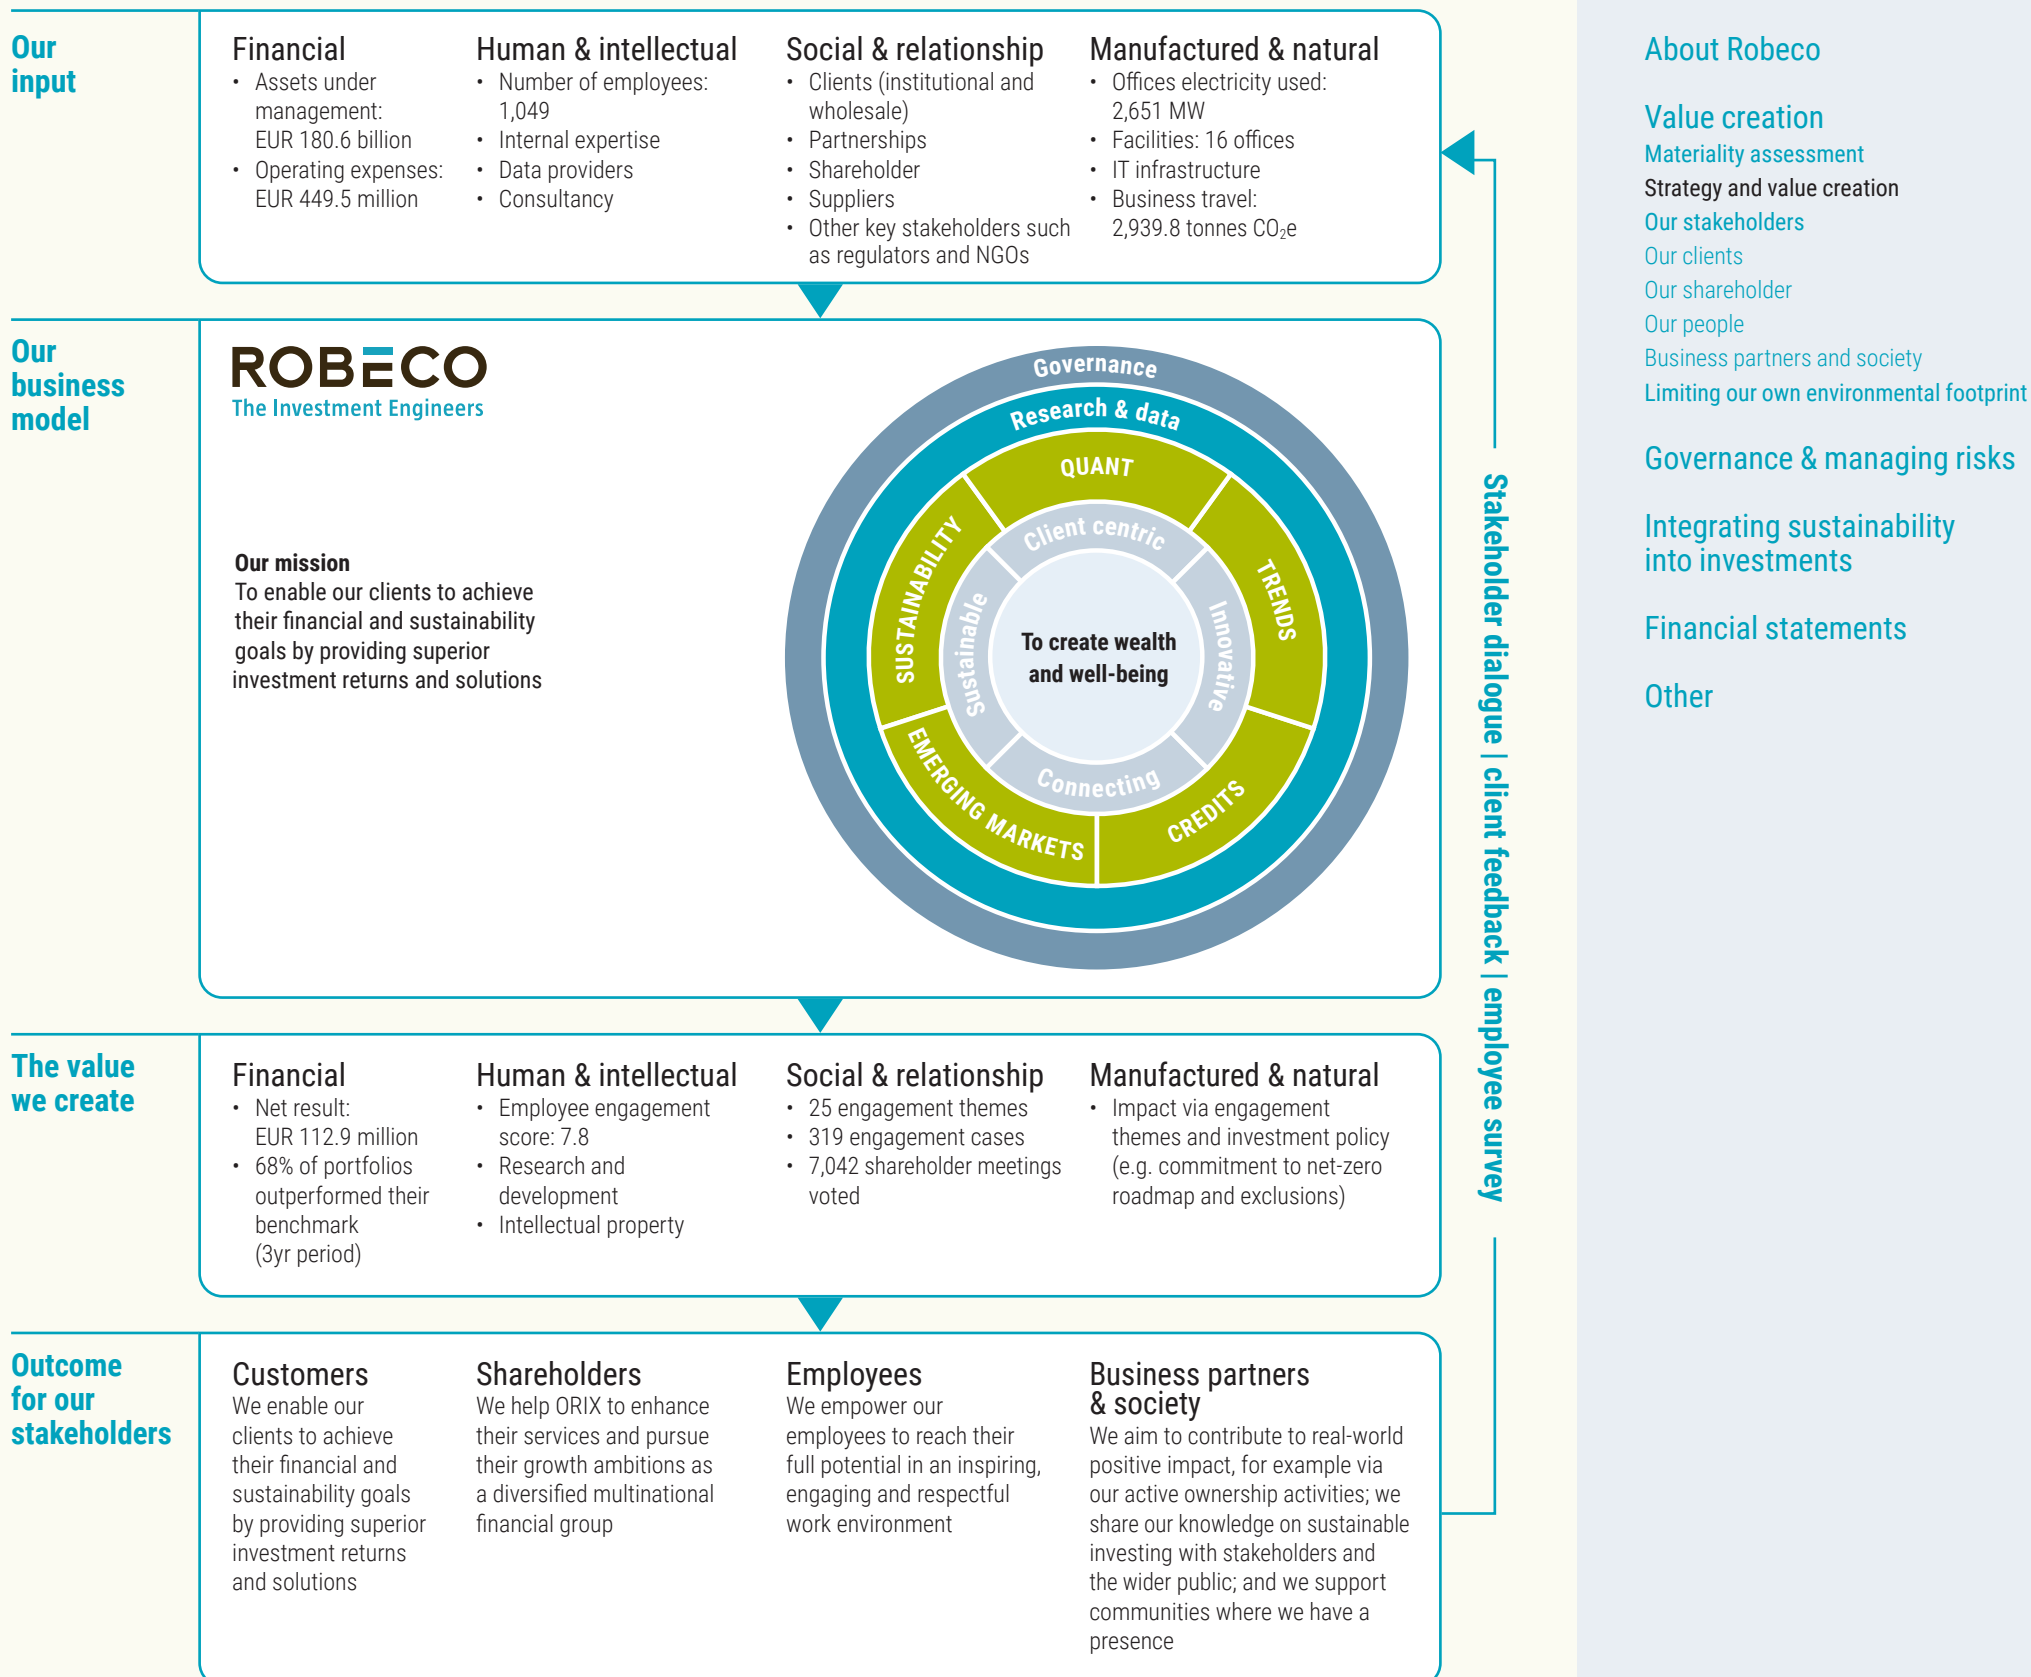 Our
input
Financial
• Assets under
management:
EUR 180.6 billion
• Operating expenses:
EUR 449.5 million
Human & intellectual
• Number of employees:
1,049
• Internal expertise
• Data providers
• Consultancy
Social & relationship
• Clients (institutional and
wholesale)
• Partnerships
• Shareholder
• Suppliers
• Other key stakeholders such
as regulators and NGOs
Manufactured & natural
• Offices electricity used:
2,651 MW
• Facilities: 16 offices
• IT infrastructure
• Business travel:
2,939.8 tonnes CO₂e
Our
business
model
ROBECO
The Investment Engineers
Our mission
To enable our clients to achieve
their financial and sustainability
goals by providing superior
investment returns and solutions
Governance
Research & data
QUANT
TRENDS
CREDITS
EMERGING MARKETS
SUSTAINABILITY
Client centric
Innovative
Connecting
Sustainable
To create wealth
and well-being
The value
we create
Financial
• Net result:
EUR 112.9 million
• 68% of portfolios
outperformed their
benchmark
(3yr period)
Human & intellectual
• Employee engagement
score: 7.8
• Research and
development
• Intellectual property
Social & relationship
• 25 engagement themes
• 319 engagement cases
• 7,042 shareholder meetings
voted
Manufactured & natural
• Impact via engagement
themes and investment policy
(e.g. commitment to net-zero
roadmap and exclusions)
Outcome
for our
stakeholders
Customers
We enable our
clients to achieve
their financial and
sustainability goals
by providing superior
investment returns
and solutions
Shareholders
We help ORIX to enhance
their services and pursue
their growth ambitions as
a diversified multinational
financial group
Employees
We empower our
employees to reach their
full potential in an inspiring,
engaging and respectful
work environment
Business partners
& society
We aim to contribute to real-world
positive impact, for example via
our active ownership activities; we
share our knowledge on sustainable
investing with stakeholders and
the wider public; and we support
communities where we have a
presence
Stakeholder dialogue | client feedback | employee survey
About Robeco
Value creation
Materiality assessment
Strategy and value creation
Our stakeholders
Our clients
Our shareholder
Our people
Business partners and society
Limiting our own environmental footprint
Governance & managing risks
Integrating sustainability
into investments
Financial statements
Other